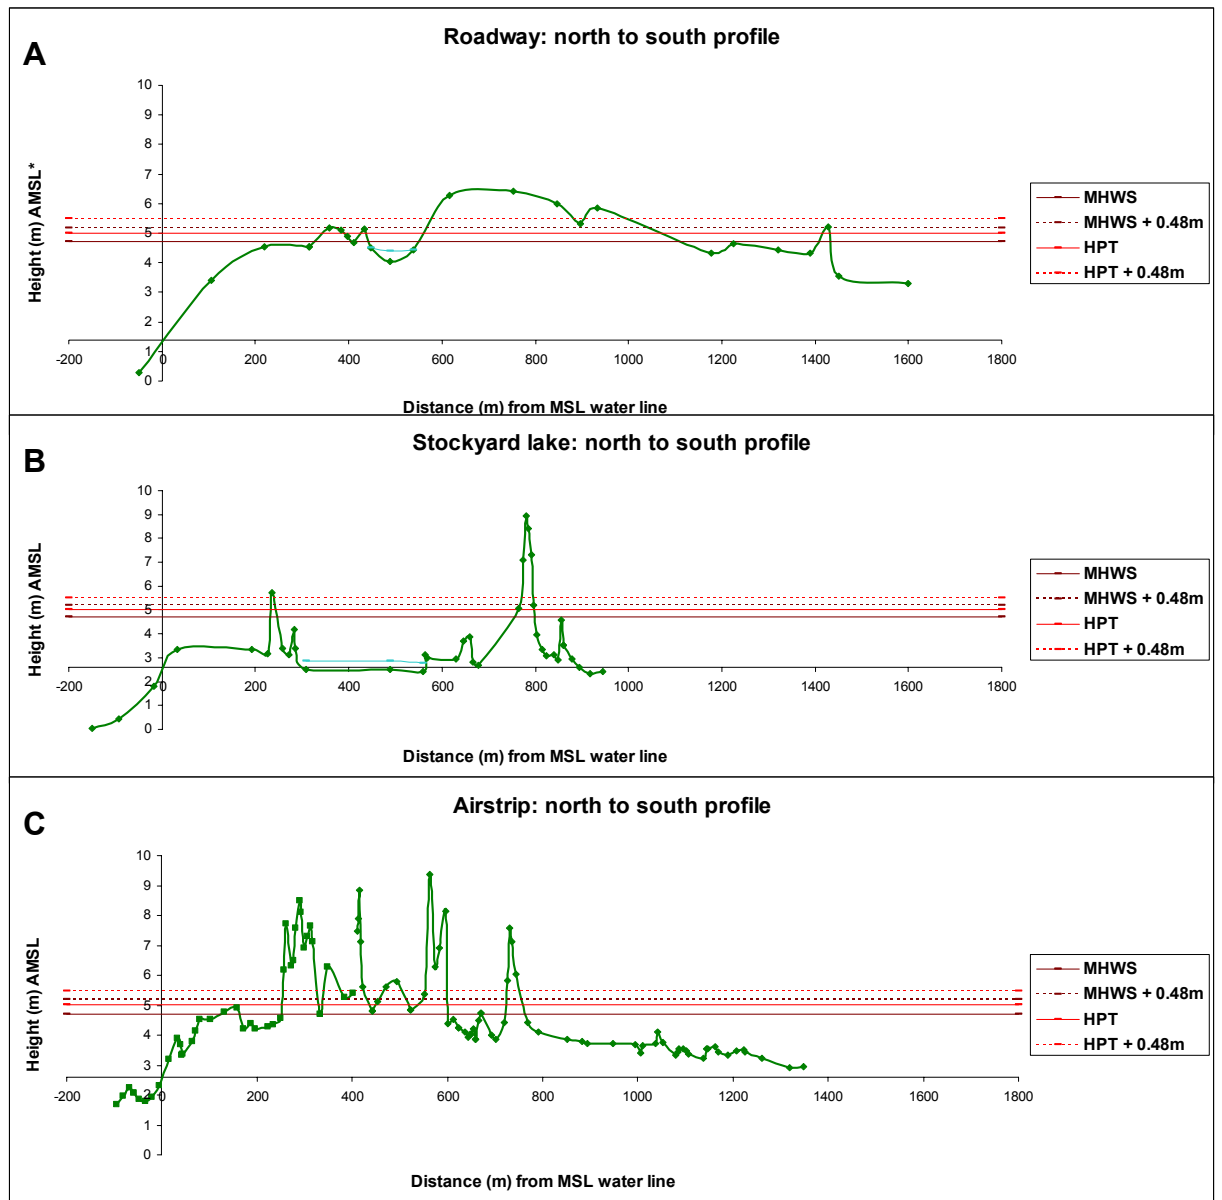 A
Roadway: north to south profile
Height (m) AMSL*
10
9
8
7
6
5
4
3
2
1
0
-200 0 200 400 600 800 1000 1200 1400 1600 1800
Distance (m) from MSL water line
MHWS
MHWS + 0.48m
HPT
HPT + 0.48m
B
Stockyard lake: north to south profile
Height (m) AMSL
10
9
8
7
6
5
4
3
2
1
0
-200 0 200 400 600 800 1000 1200 1400 1600 1800
Distance (m) from MSL water line
MHWS
MHWS + 0.48m
HPT
HPT + 0.48m
C
Airstrip: north to south profile
Height (m) AMSL
10
9
8
7
6
5
4
3
2
1
0
-200 0 200 400 600 800 1000 1200 1400 1600 1800
Distance (m) from MSL water line
MHWS
MHWS + 0.48m
HPT
HPT + 0.48m